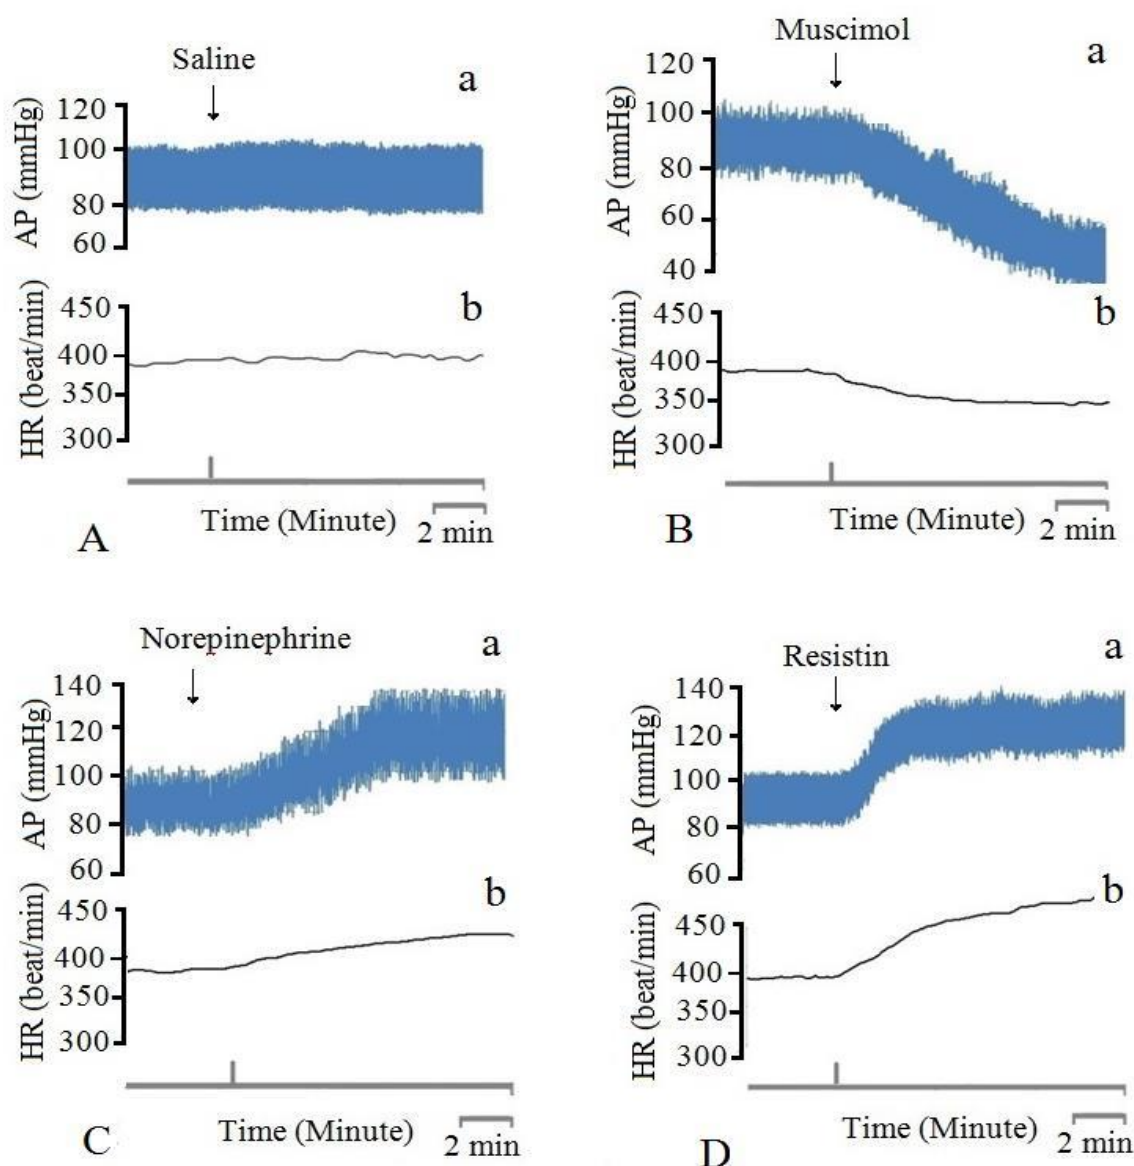 Saline
a
AP (mmHg)
120
100
80
60
b
HR (beat/min)
450
400
350
300
Time (Minute)
2 min
A
Muscimol
a
AP (mmHg)
120
100
80
60
40
b
HR (beat/min)
450
400
350
300
Time (Minute)
2 min
B
Norepinephrine
a
AP (mmHg)
140
120
100
80
60
b
HR (beat/min)
450
400
350
300
Time (Minute)
2 min
C
Resistin
a
AP (mmHg)
140
120
100
80
60
b
HR (beat/min)
450
400
350
300
Time (Minute)
2 min
D